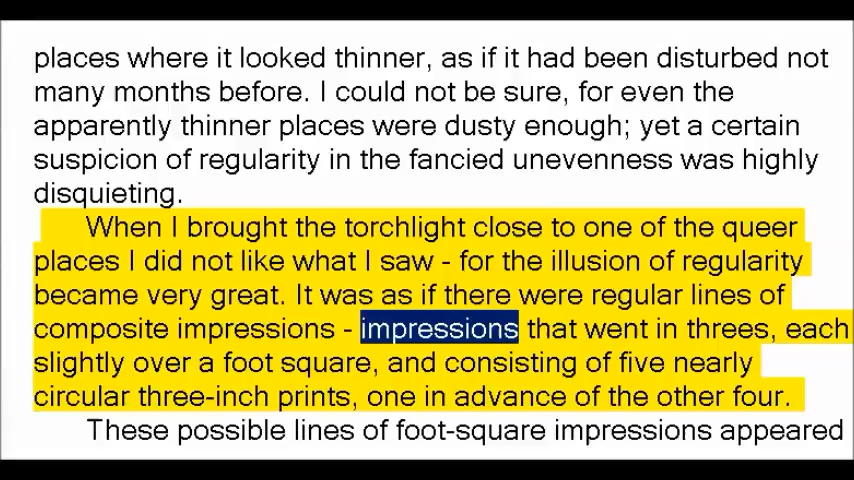 places where it looked thinner, as if it had been disturbed not
many months before. I could not be sure, for even the
apparently thinner places were dusty enough; yet a certain
suspicion of regularity in the fancied unevenness was highly
disquieting.
When I brought the torchlight close to one of the queer
places I did not like what I saw - for the illusion of regularity
became very great. It was as if there were regular lines of
composite impressions - impressions that went in threes, each
slightly over a foot square, and consisting of five nearly
circular three-inch prints, one in advance of the other four.
These possible lines of foot-square impressions appeared